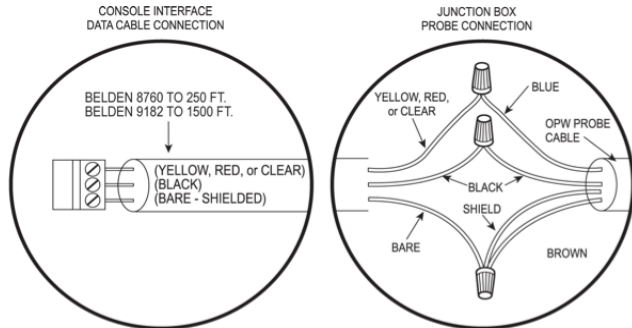 CONSOLE INTERFACE
DATA CABLE CONNECTION
BELDEN 8760 TO 250 FT.
BELDEN 9182 TO 1500 FT.
(YELLOW, RED, or CLEAR)
(BLACK)
(BARE - SHIELDED)
JUNCTION BOX
PROBE CONNECTION
YELLOW, RED,
or CLEAR
BLUE
OPW PROBE
CABLE
BLACK
SHIELD
BARE
BROWN